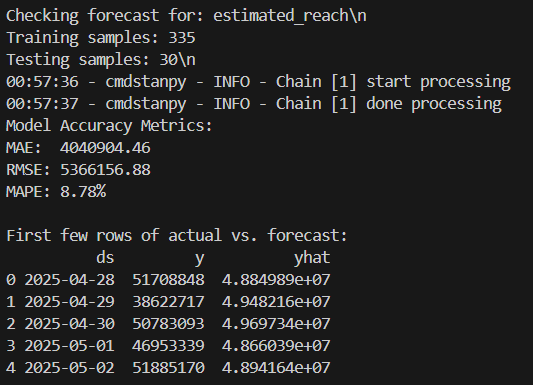 Checking forecast for: estimated_reach\n
Training samples: 335
Testing samples: 30\n
00:57:36 - cmdstanpy - INFO - Chain [1] start processing
00:57:37 - cmdstanpy - INFO - Chain [1] done processing
Model Accuracy Metrics:
MAE:  4040904.46
RMSE: 5366156.88
MAPE: 8.78%

First few rows of actual vs. forecast:
          ds         y          yhat
0 2025-04-28  51708848  4.884989e+07
1 2025-04-29  38622717  4.948216e+07
2 2025-04-30  50783093  4.969734e+07
3 2025-05-01  46953339  4.866039e+07
4 2025-05-02  51885170  4.894164e+07